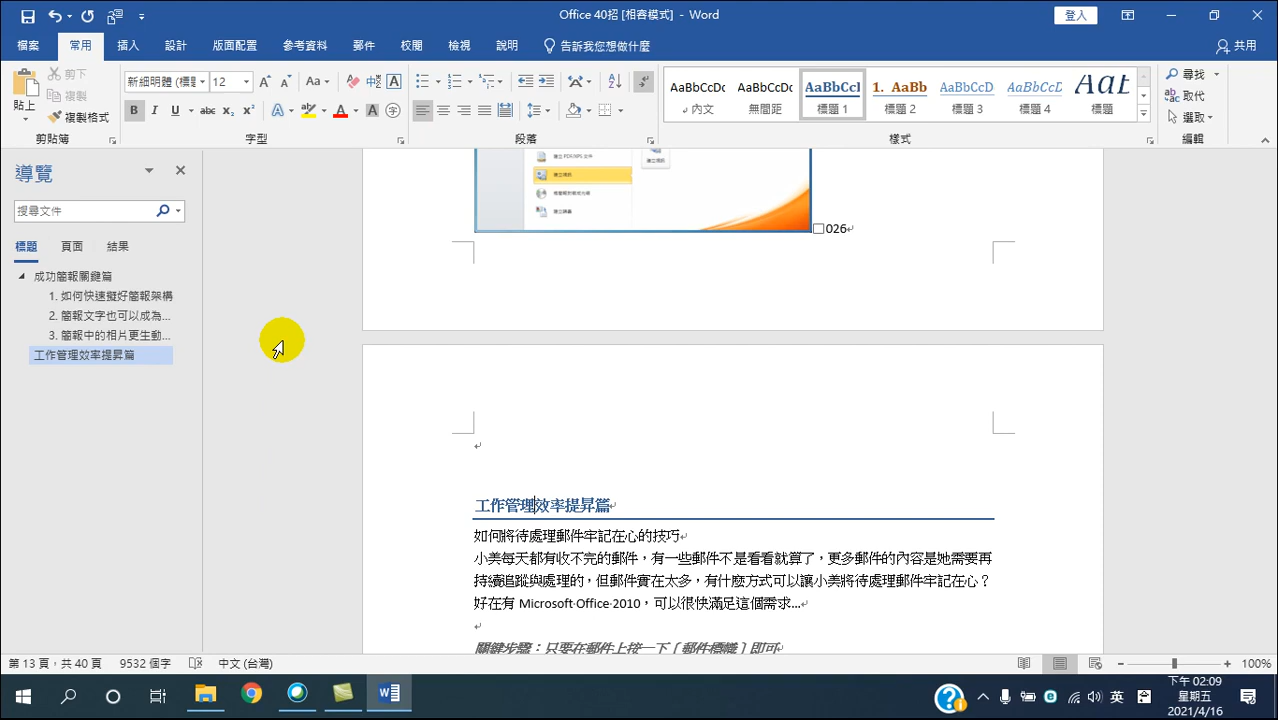 Office 40招 [相容模式] - Word
登入
檔案 常用 插入 設計 版面配置 參考資料 郵件 校閱 檢視 說明 告訴我您想做什麼 共用
貼上
剪下
複製
複製格式
新細明體 (標題 12
AaBbCcDc AaBbCcDc AaBbCcI 1. AaBb AaBbCcD AaBbCcD Aat
內文 無間距 標題 1 標題 2 標題 3 標題 4 標題
尋找
取代
選取
剪貼簿 字型 段落 樣式 編輯
導覽
搜尋文件
標題 頁面 結果
成功簡報關鍵篇
1. 如何快速擬好簡報架構
2. 簡報文字也可以成為...
3. 簡報中的相片更生動...
工作管理效率提昇篇
建立 PDF/XPS 文件
建立視訊
026
工作管理效率提昇篇
如何將待處理郵件牢記在心的技巧
小美每天都有收不完的郵件，有一些郵件不是看看就算了，更多郵件的內容是她需要再
持續追蹤與處理的，但郵件實在太多，有什麼方式可以讓小美將待處理郵件牢記在心？
好在有 Microsoft Office 2010，可以很快滿足這個需求...
關鍵步驟：只要在郵件上按一下〔郵件標幟〕即可
第 13 頁，共 40 頁 9532 個字 中文 (台灣) 100%
英
下午 02:09
星期五
2021/4/16